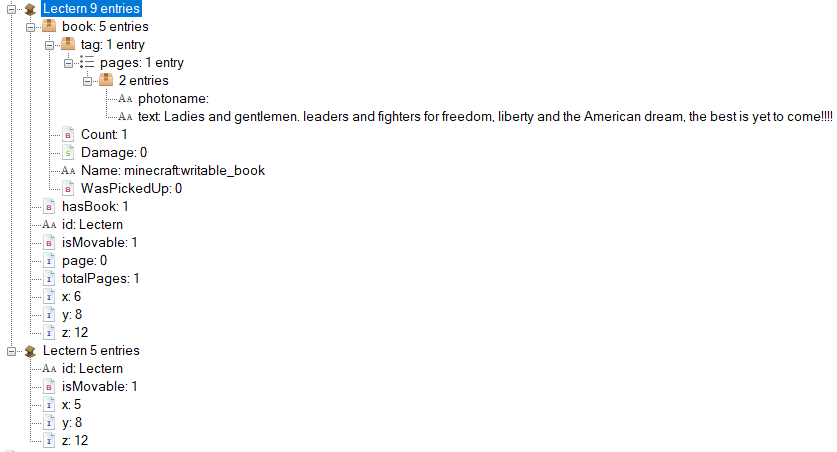 Lectern 9 entries
book: 5 entries
tag: 1 entry
pages: 1 entry
2 entries
photoname:
text: Ladies and gentlemen. leaders and fighters for freedom, liberty and the American dream, the best is yet to come!!!!
Count: 1
Damage: 0
Name: minecraft:writable_book
WasPickedUp: 0
hasBook: 1
id: Lectern
isMovable: 1
page: 0
totalPages: 1
x: 6
y: 8
z: 12
Lectern 5 entries
id: Lectern
isMovable: 1
x: 5
y: 8
z: 12